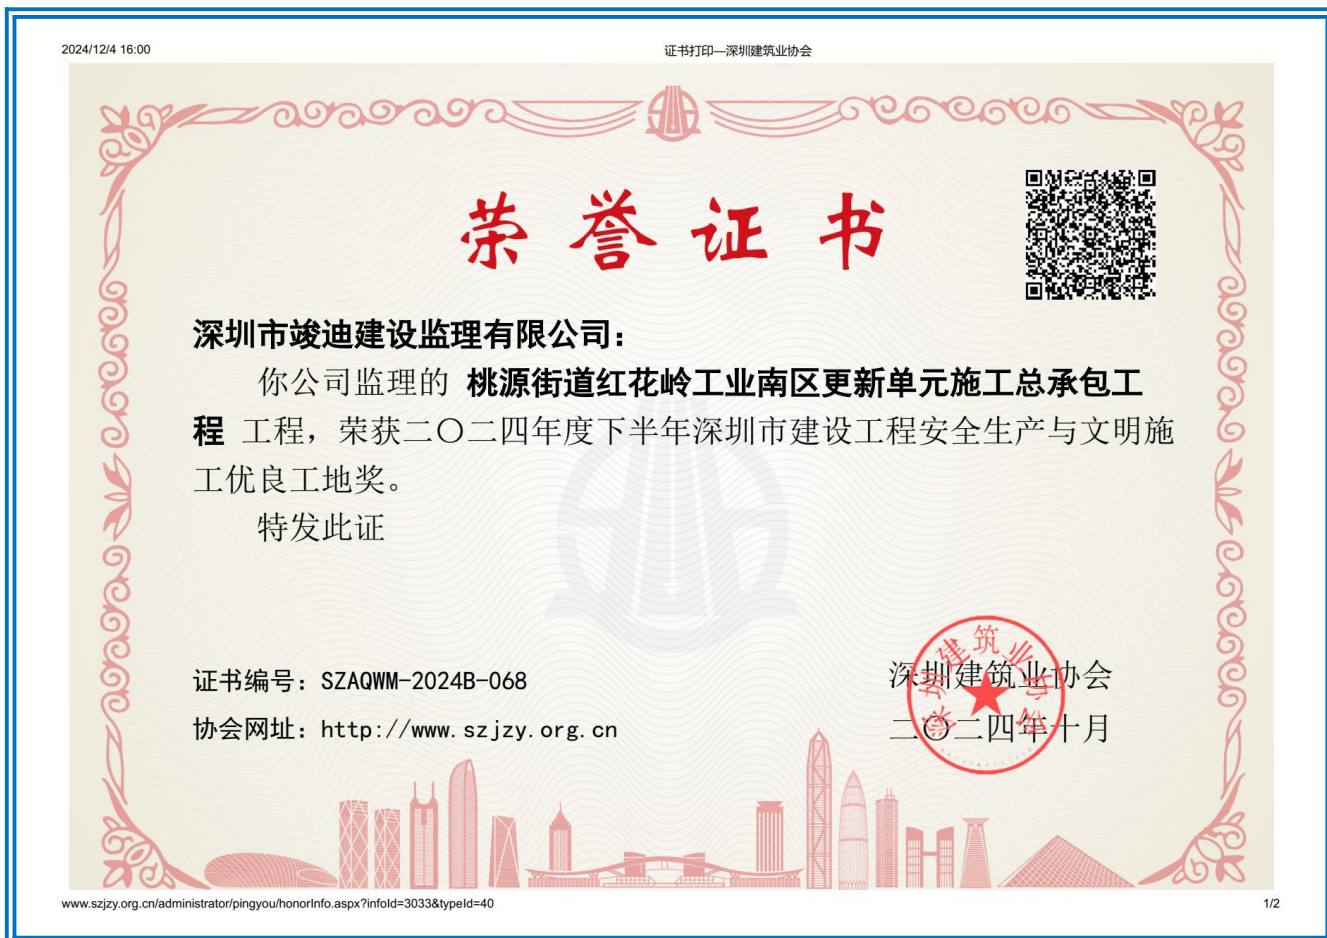 2024/12/4 16:00
证书打印—深圳建筑业协会
荣誉证书
深圳市竣迪建设监理有限公司：
你公司监理的 桃源街道红花岭工业南区更新单元施工总承包工
程 工程，荣获二〇二四年度下半年深圳市建设工程安全生产与文明施
工优良工地奖。
特发此证
证书编号：SZAQWM-2024B-068
深圳建筑业协会
协会网址：http://www.szjzy.org.cn
二〇二四年十月
深圳建筑业协会
www.szjzy.org.cn/administrator/pingyou/honorInfo.aspx?infoId=3033&typeId=40
1/2